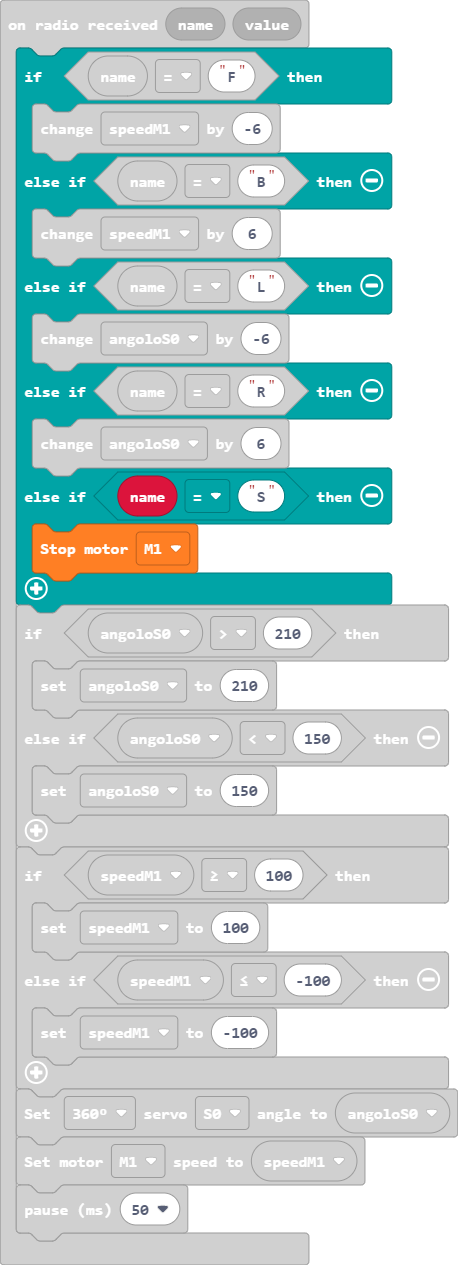 on radio received name value
if name = "F" then
change speedM1 by -6
else if name = "B" then
change speedM1 by 6
else if name = "L" then
change angoloS0 by -6
else if name = "R" then
change angoloS0 by 6
else if name = "S" then
Stop motor M1
if angoloS0 > 210 then
set angoloS0 to 210
else if angoloS0 < 150 then
set angoloS0 to 150
if speedM1 ≥ 100 then
set speedM1 to 100
else if speedM1 ≤ -100 then
set speedM1 to -100
Set 360º servo S0 angle to angoloS0
Set motor M1 speed to speedM1
pause (ms) 50